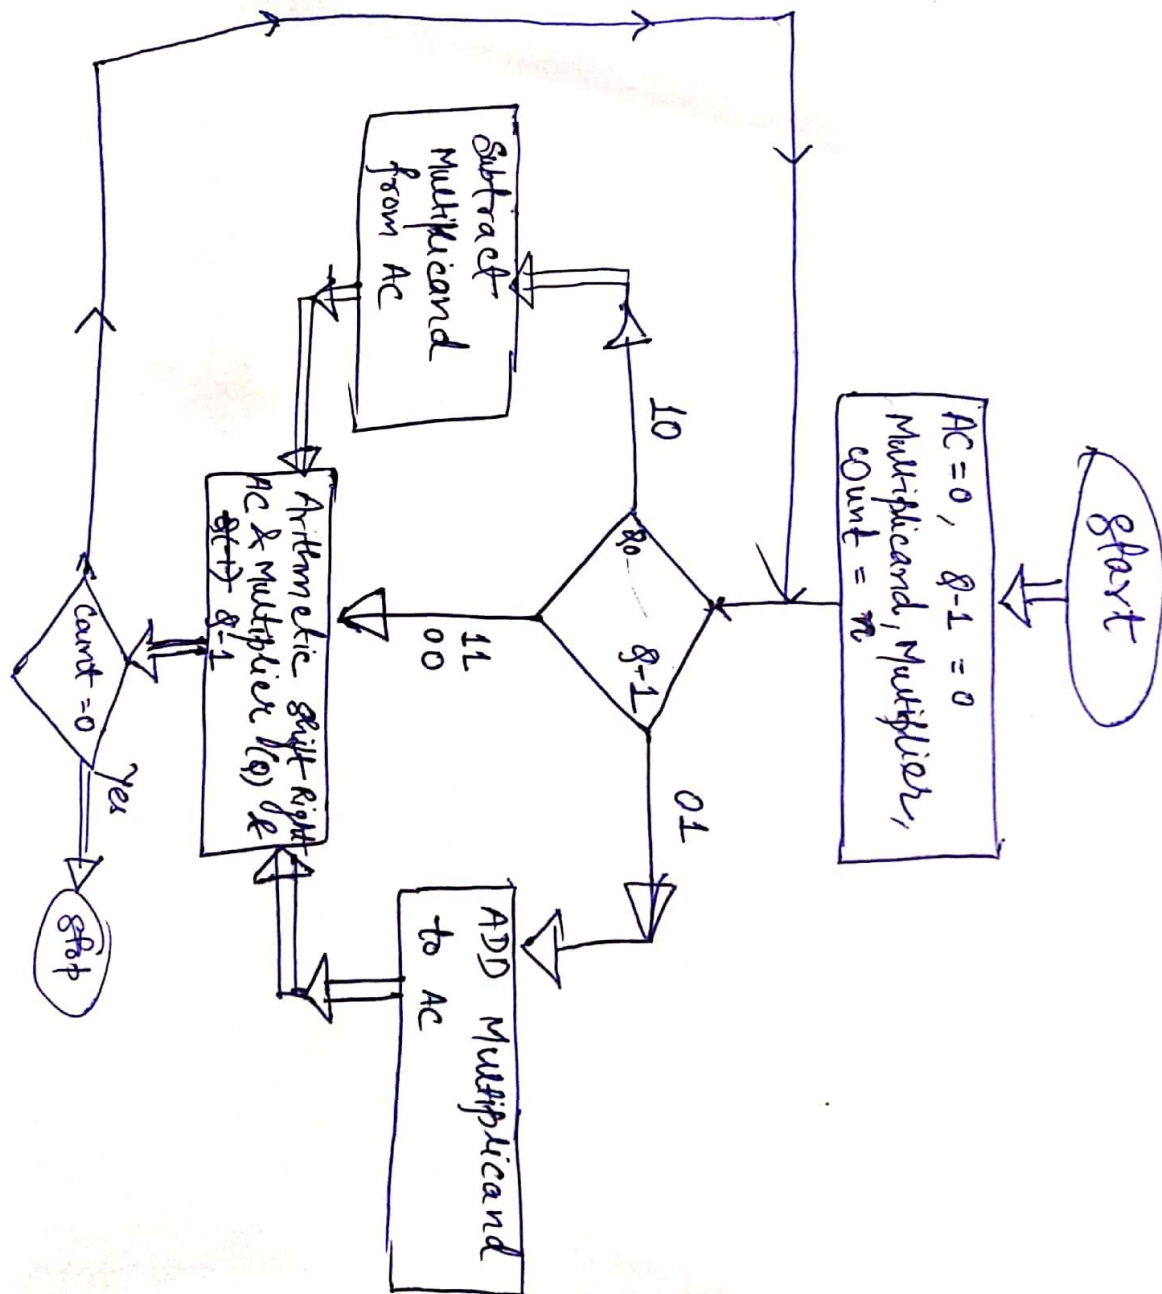 Start
AC=0, Q-1 = 0
Multiplicand, Multiplier,
count = n
Q0 Q-1
10
01
11
00
Subtract
Multiplicand
from AC
ADD Multiplicand
to AC
Arithmetic Shift Right
AC & Multiplier (Q) &
Q-1
Count =0
Yes
Stop